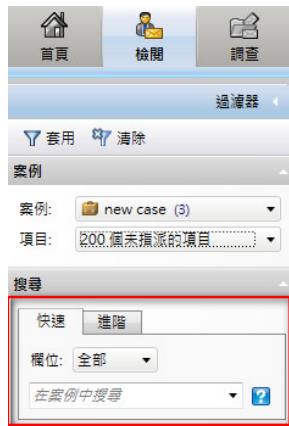 首頁 檢閱 調查
過濾器
套用 清除
案例
案例: new case (3)
項目: 200 個未指派的項目
搜尋
快速 進階
欄位: 全部
在案例中搜尋 ?